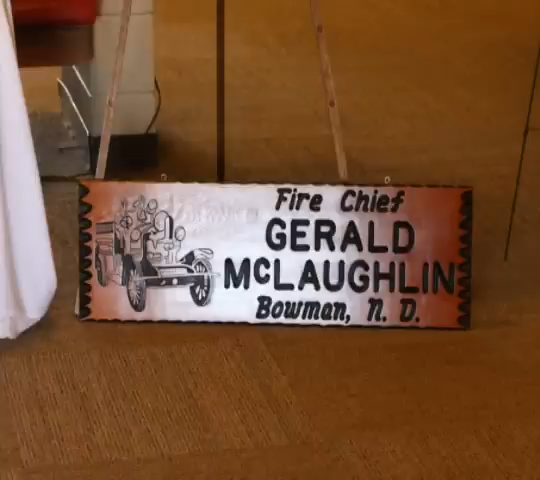 Fire Chief
GERALD
McLAUGHLIN
Bowman, N. D.